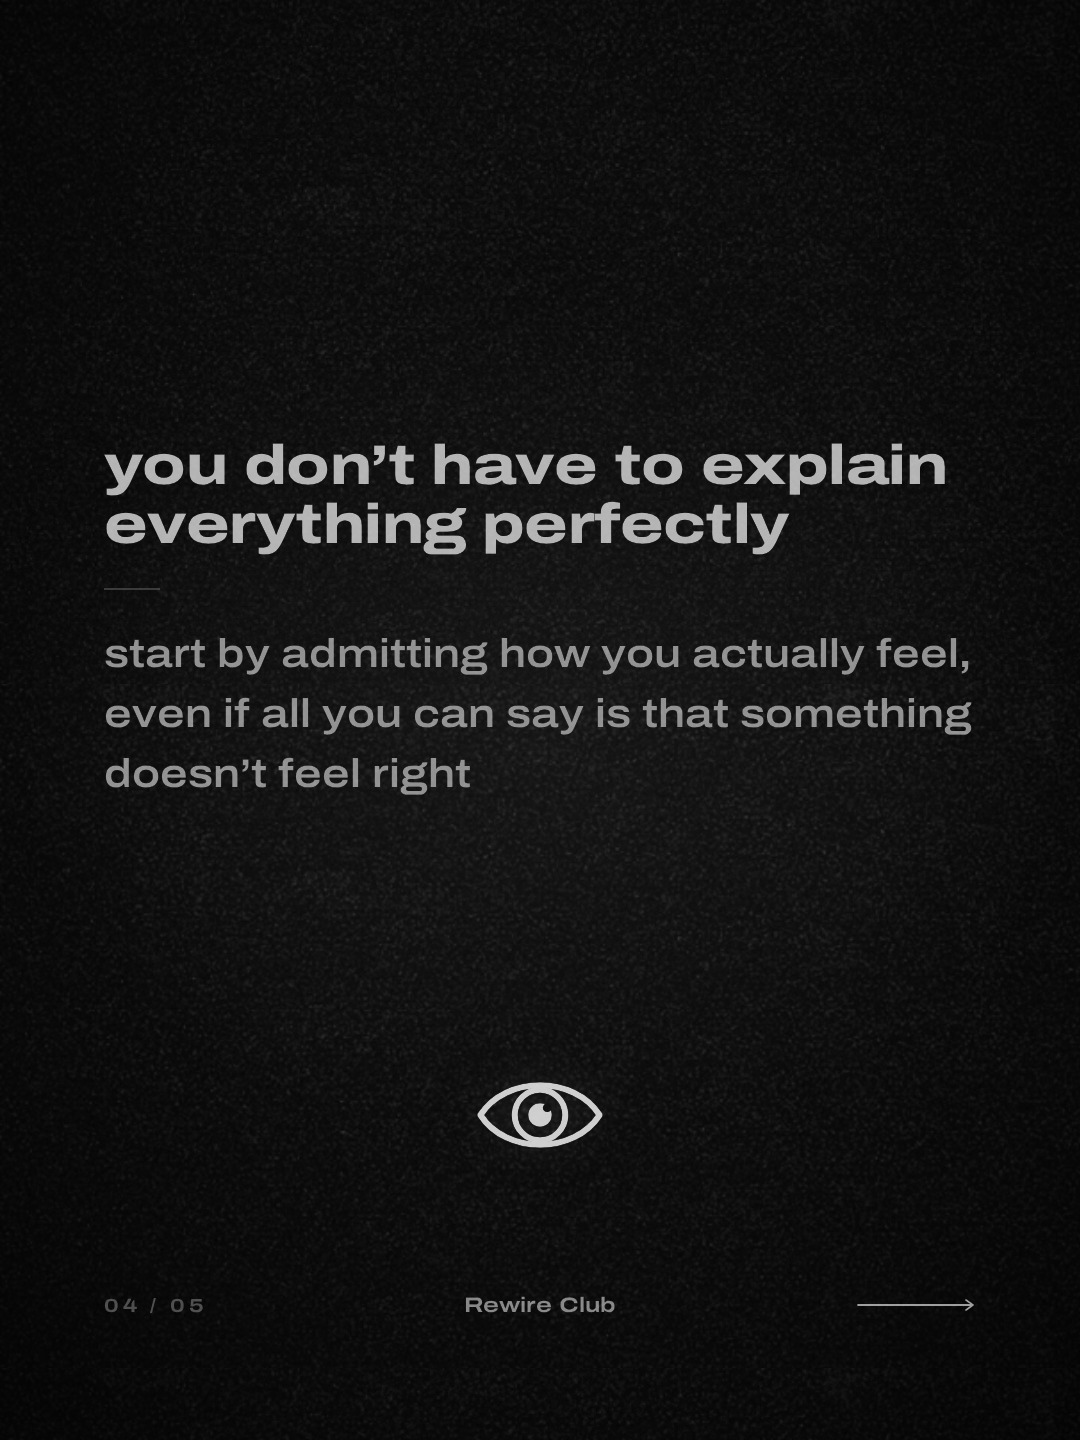 you don’t have to explain
everything perfectly
start by admitting how you actually feel,
even if all you can say is that something
doesn’t feel right
04 / 05
Rewire Club